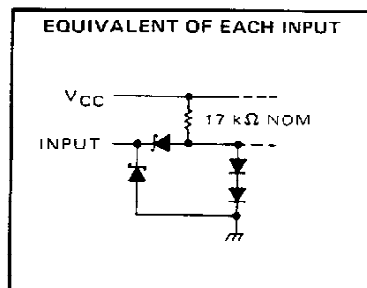 EQUIVALENT OF EACH INPUT
VCC
17 kΩ NOM
INPUT